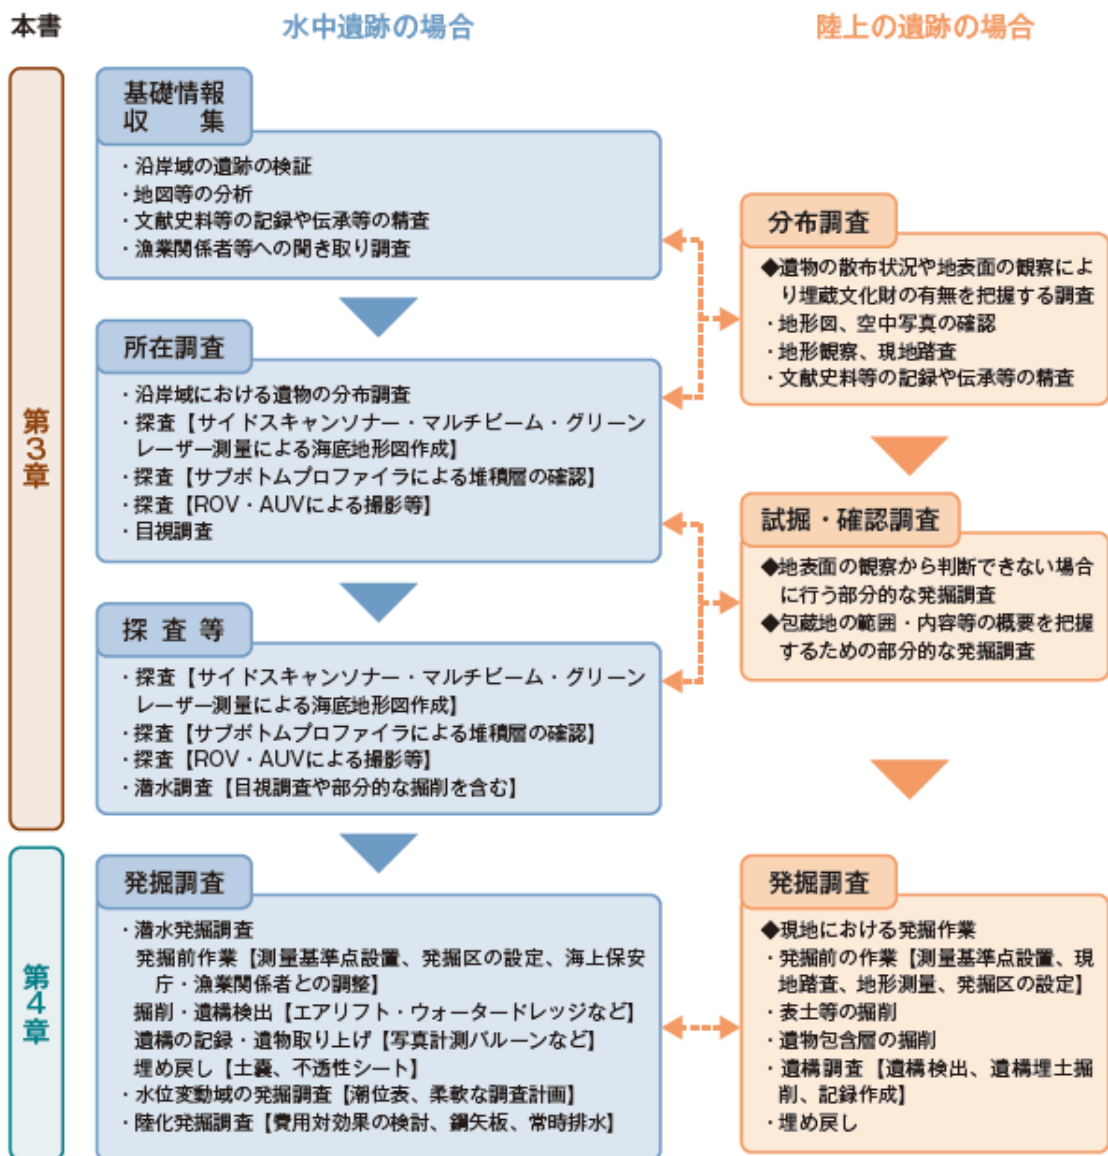 本書
水中遺跡の場合
陸上の遺跡の場合
第3章
基礎情報
収　集
・沿岸域の遺跡の検証
・地図等の分析
・文献史料等の記録や伝承等の精査
・漁業関係者等への聞き取り調査
所在調査
・沿岸域における遺物の分布調査
・探査【サイドスキャンソナー・マルチビーム・グリーン
レーザー測量による海底地形図作成】
・探査【サブボトムプロファイラによる堆積層の確認】
・探査【ROV・AUVによる撮影等】
・目視調査
探査等
・探査【サイドスキャンソナー・マルチビーム・グリーン
レーザー測量による海底地形図作成】
・探査【サブボトムプロファイラによる堆積層の確認】
・探査【ROV・AUVによる撮影等】
・潜水調査【目視調査や部分的な掘削を含む】
分布調査
◆遺物の散布状況や地表面の観察によ
り埋蔵文化財の有無を把握する調査
・地形図、空中写真の確認
・地形観察、現地踏査
・文献史料等の記録や伝承等の精査
試掘・確認調査
◆地表面の観察から判断できない場合
に行う部分的な発掘調査
◆包蔵地の範囲・内容等の概要を把握
するための部分的な発掘調査
第4章
発掘調査
・潜水発掘調査
発掘前作業【測量基準点設置、発掘区の設定、海上保安
庁・漁業関係者との調整】
掘削・遺構検出【エアリフト・ウォータードレッジなど】
遺構の記録・遺物取り上げ【写真計測バルーンなど】
埋め戻し【土嚢、不透性シート】
・水位変動域の発掘調査【潮位表、柔軟な調査計画】
・陸化発掘調査【費用対効果の検討、鋼矢板、常時排水】
発掘調査
◆現地における発掘作業
・発掘前の作業【測量基準点設置、現
地踏査、地形測量、発掘区の設定】
・表土等の掘削
・遺物包含層の掘削
・遺構調査【遺構検出、遺構埋土掘
削、記録作成】
・埋め戻し